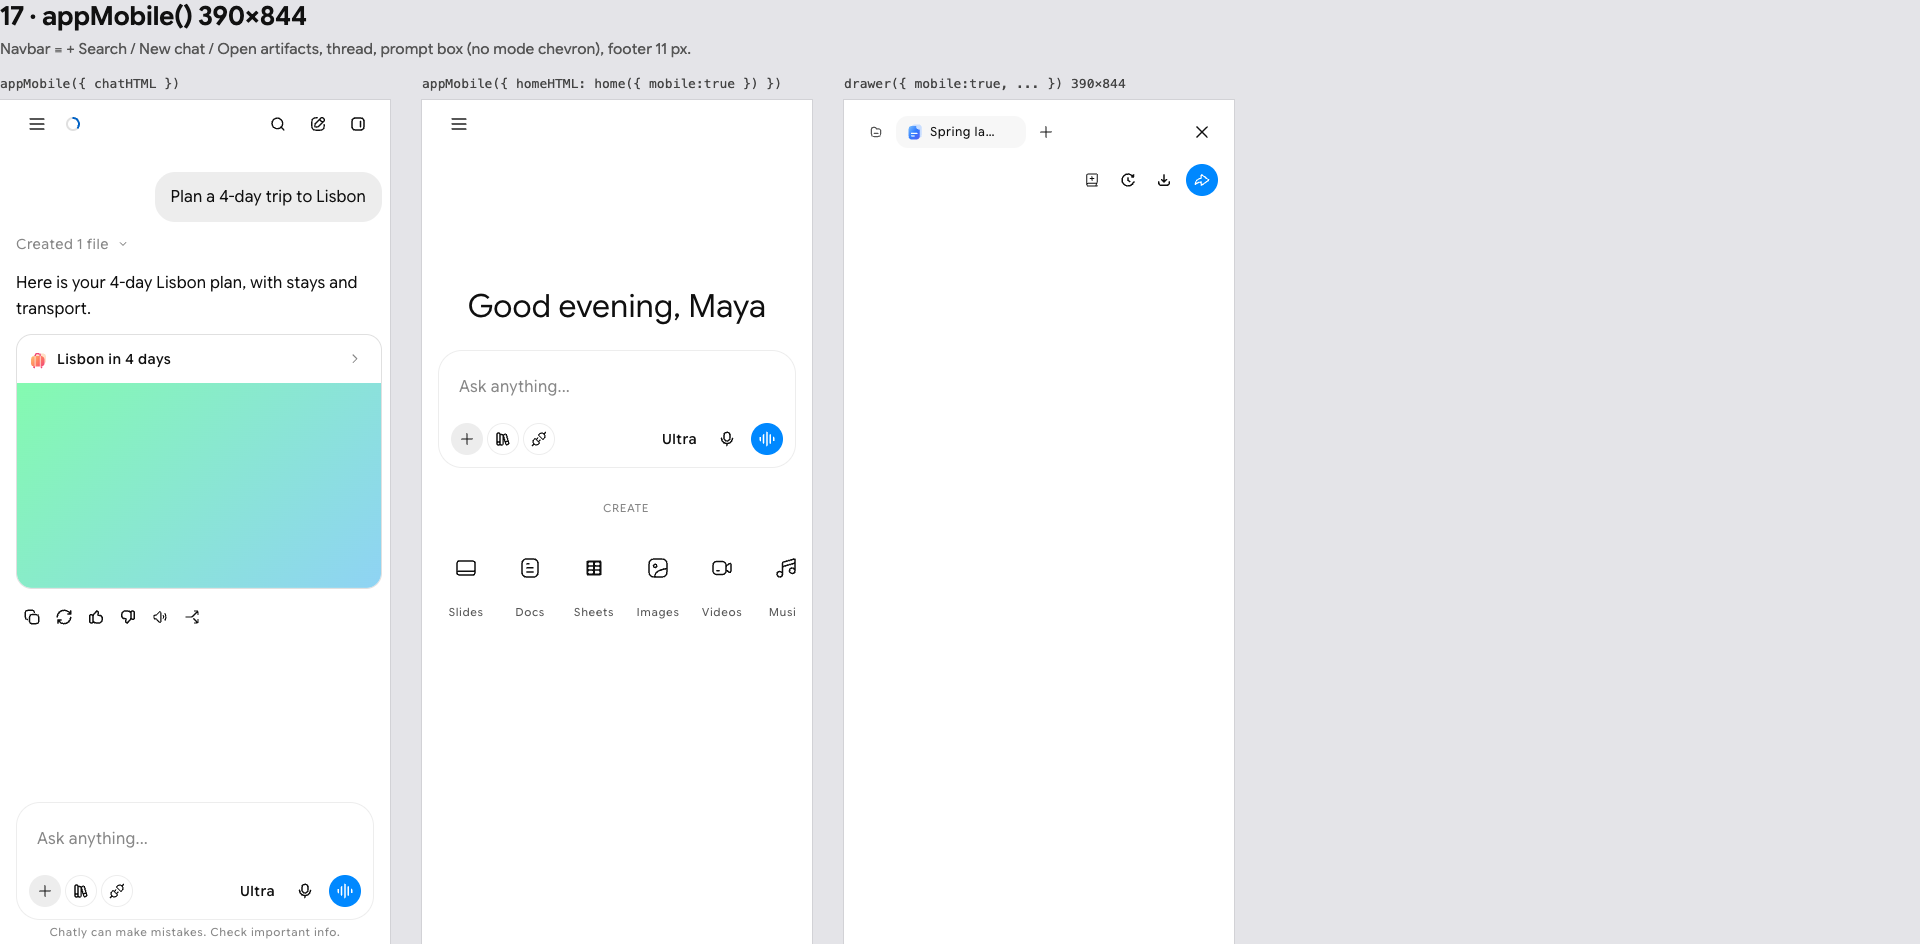 17 · appMobile() 390×844
Navbar = + Search / New chat / Open artifacts, thread, prompt box (no mode chevron), footer 11 px.
appMobile({ chatHTML })
Plan a 4-day trip to Lisbon
Created 1 file
Here is your 4-day Lisbon plan, with stays and
transport.
Lisbon in 4 days
Ask anything...
Ultra
Chatly can make mistakes. Check important info.
appMobile({ homeHTML: home({ mobile:true }) })
Good evening, Maya
Ask anything...
Ultra
CREATE
Slides Docs Sheets Images Videos Musi
drawer({ mobile:true, ... }) 390×844
Spring la...